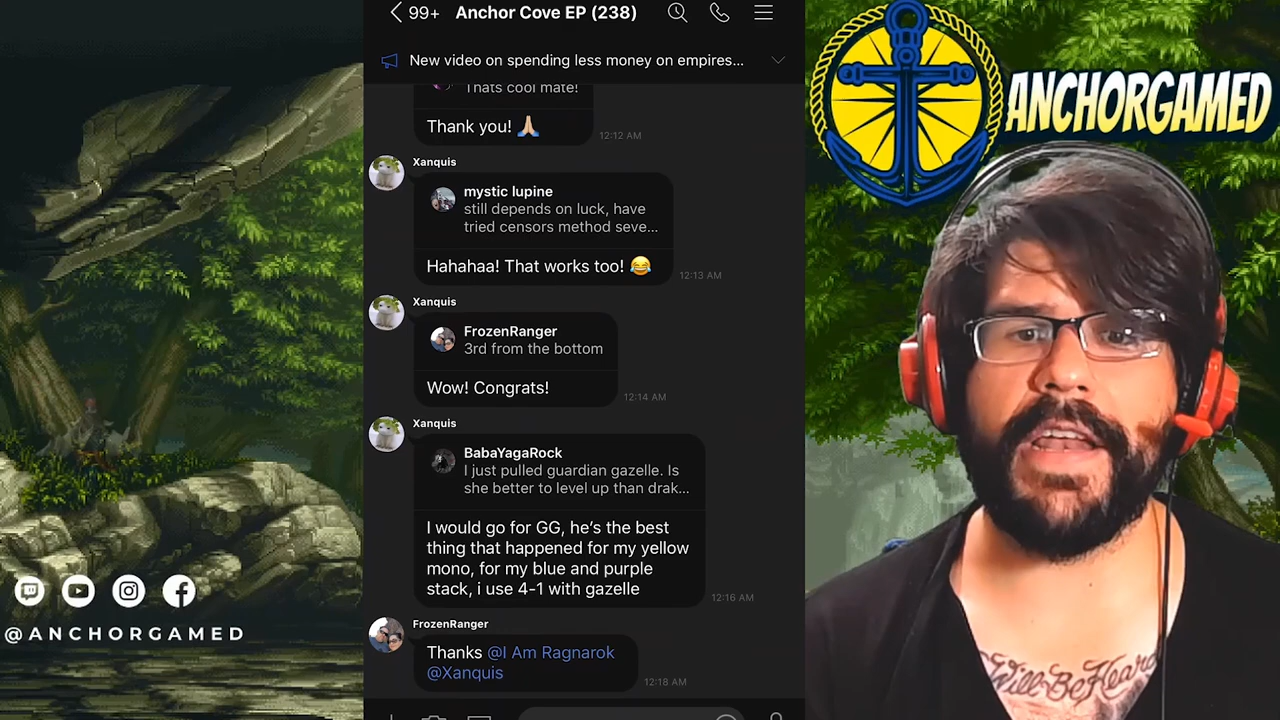 99+
Anchor Cove EP (238)
New video on spending less money on empires...
Thats cool mate!
Thank you! 🙏🏼
12:12 AM
Xanquis
mystic lupine
still depends on luck, have
tried censors method seve...
Hahahaa! That works too! 😂
12:13 AM
Xanquis
FrozenRanger
3rd from the bottom
Wow! Congrats!
12:14 AM
Xanquis
BabaYagaRock
I just pulled guardian gazelle. Is
she better to level up than drak...
I would go for GG, he's the best
thing that happened for my yellow
mono, for my blue and purple
stack, i use 4-1 with gazelle
12:16 AM
FrozenRanger
Thanks @I Am Ragnarok
@Xanquis
12:18 AM
@ANCHORGAMED
ANCHORGAMED
Will Be Hear